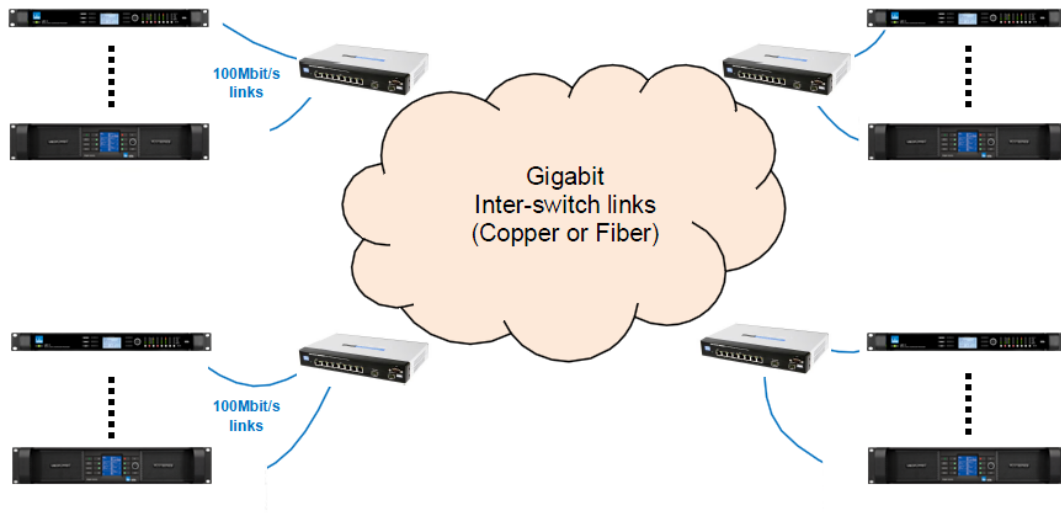 100Mbit/s
links
Gigabit
Inter-switch links
(Copper or Fiber)
100Mbit/s
links